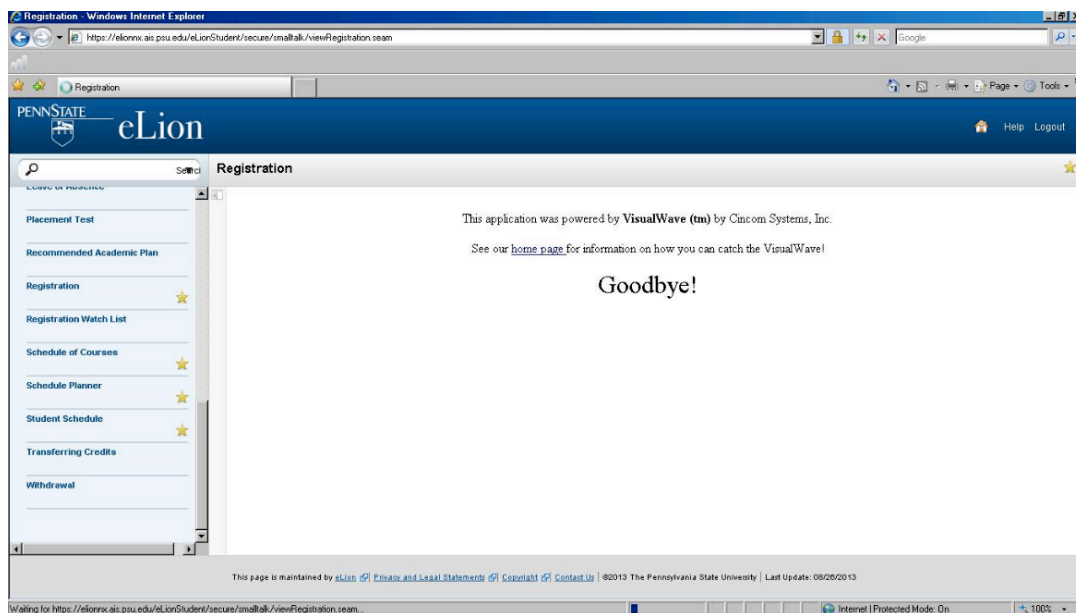 Registration - Windows Internet Explorer
https://elionnx.ais.psu.edu/eLionStudent/secure/smalltalk/viewRegistration.seam
Google
Registration
Page
Tools
PENNSTATE
eLion
Help Logout
Registration
Leave of Absence
Placement Test
Recommended Academic Plan
Registration
Registration Watch List
Schedule of Courses
Schedule Planner
Student Schedule
Transferring Credits
Withdrawal
This application was powered by VisualWave (tm) by Cincom Systems, Inc.
See our home page for information on how you can catch the VisualWave!
Goodbye!
This page is maintained by eLion | Privacy and Legal Statements | Copyright | Contact Us | ©2013 The Pennsylvania State University | Last Update: 08/26/2013
Waiting for https://elionnx.ais.psu.edu/eLionStudent/secure/smalltalk/viewRegistration.seam...
Internet | Protected Mode: On
100%